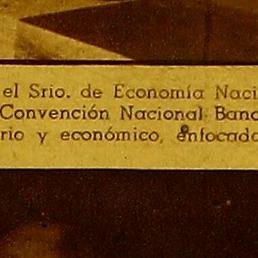 el Srio. de Economía Naci
Convención Nacional Banc
rio y económico, enfocado